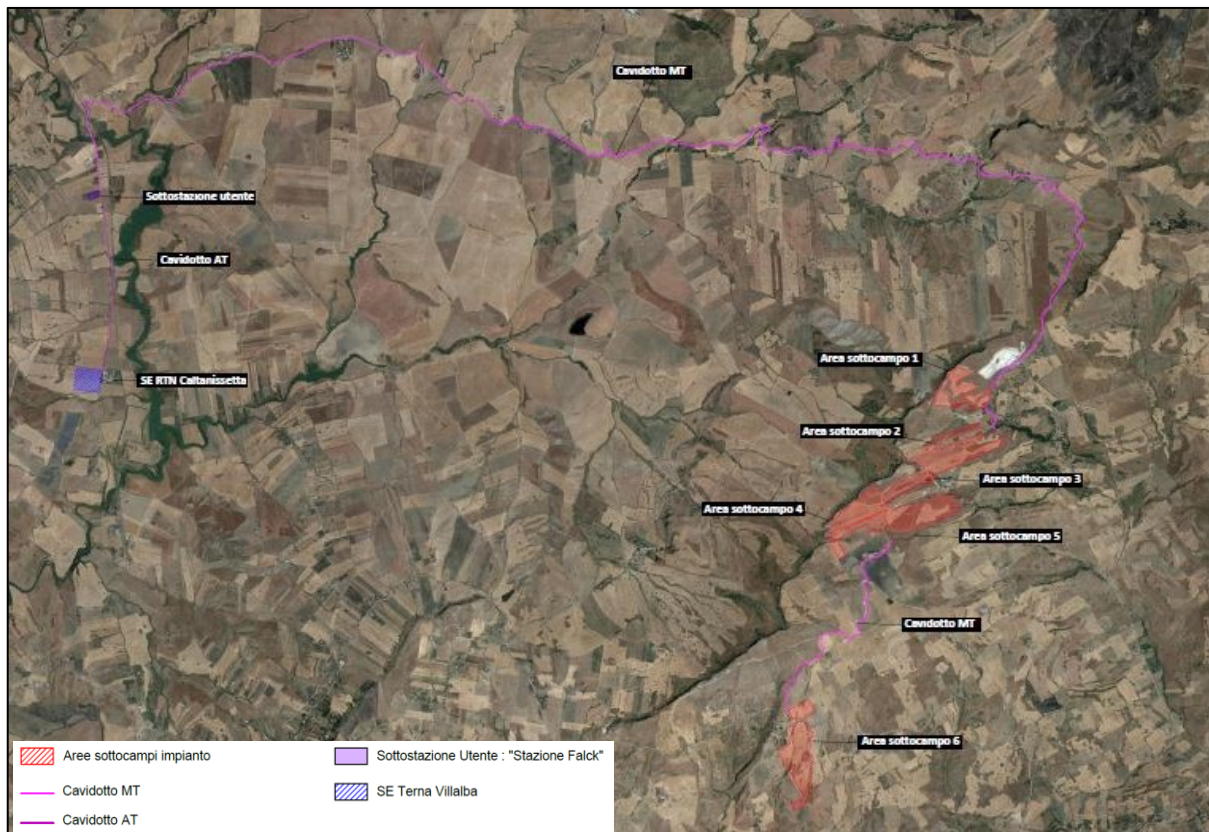 Cavidotto MT
Sottostazione utente
Cavidotto AT
Area sottocampo 1
SE RTN Caltanissetta
Area sottocampo 2
Area sottocampo 3
Area sottocampo 4
Area sottocampo 5
Cavidotto MT
Area sottocampo 6
Aree sottocampi impianto
Sottostazione Utente : "Stazione Falck"
Cavidotto MT
SE Terna Villalba
Cavidotto AT